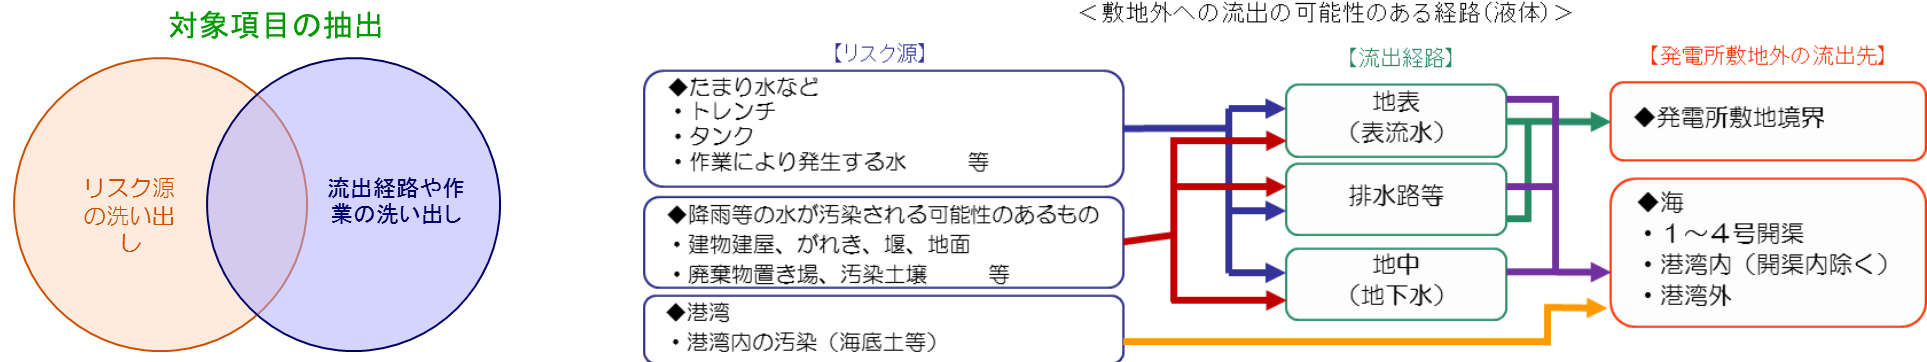 対象項目の抽出
リスク源
の洗い出
し
流出経路や作
業の洗い出し
＜敷地外への流出の可能性のある経路(液体)＞
【リスク源】
◆たまり水など
・トレンチ
・タンク
・作業により発生する水　　　等
◆降雨等の水が汚染される可能性のあるもの
・建物建屋、がれき、堰、地面
・廃棄物置き場、汚染土壌　　　等
◆港湾
・港湾内の汚染（海底土等）
【流出経路】
地表
（表流水）
排水路等
地中
（地下水）
【発電所敷地外の流出先】
◆発電所敷地境界
◆海
・１～４号開渠
・港湾内（開渠内除く）
・港湾外